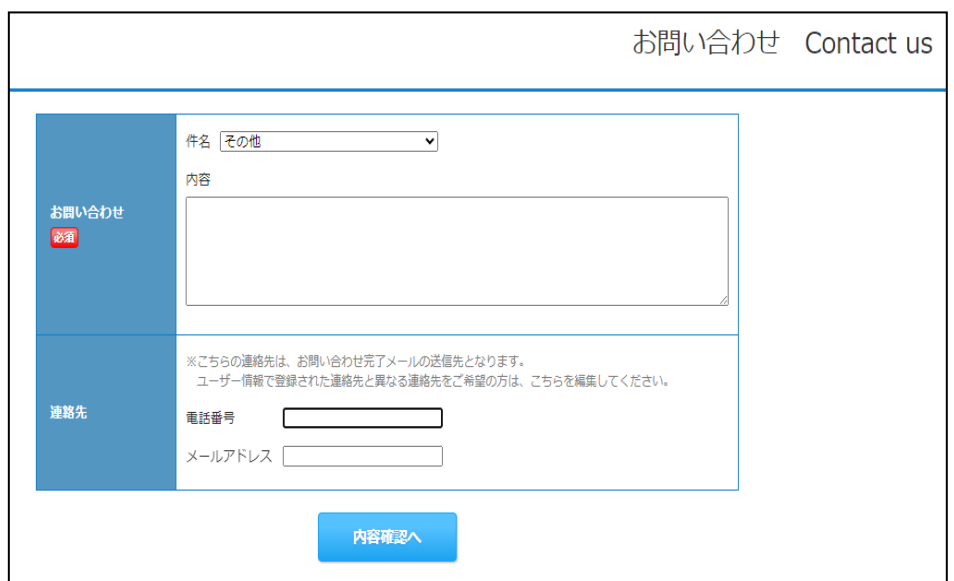 お問い合わせ Contact us
件名 その他
内容
お問い合わせ
必須
※こちらの連絡先は、お問い合わせ完了メールの送信先となります。
ユーザー情報で登録された連絡先と異なる連絡先をご希望の方は、こちらを編集してください。
連絡先
電話番号
メールアドレス
内容確認へ